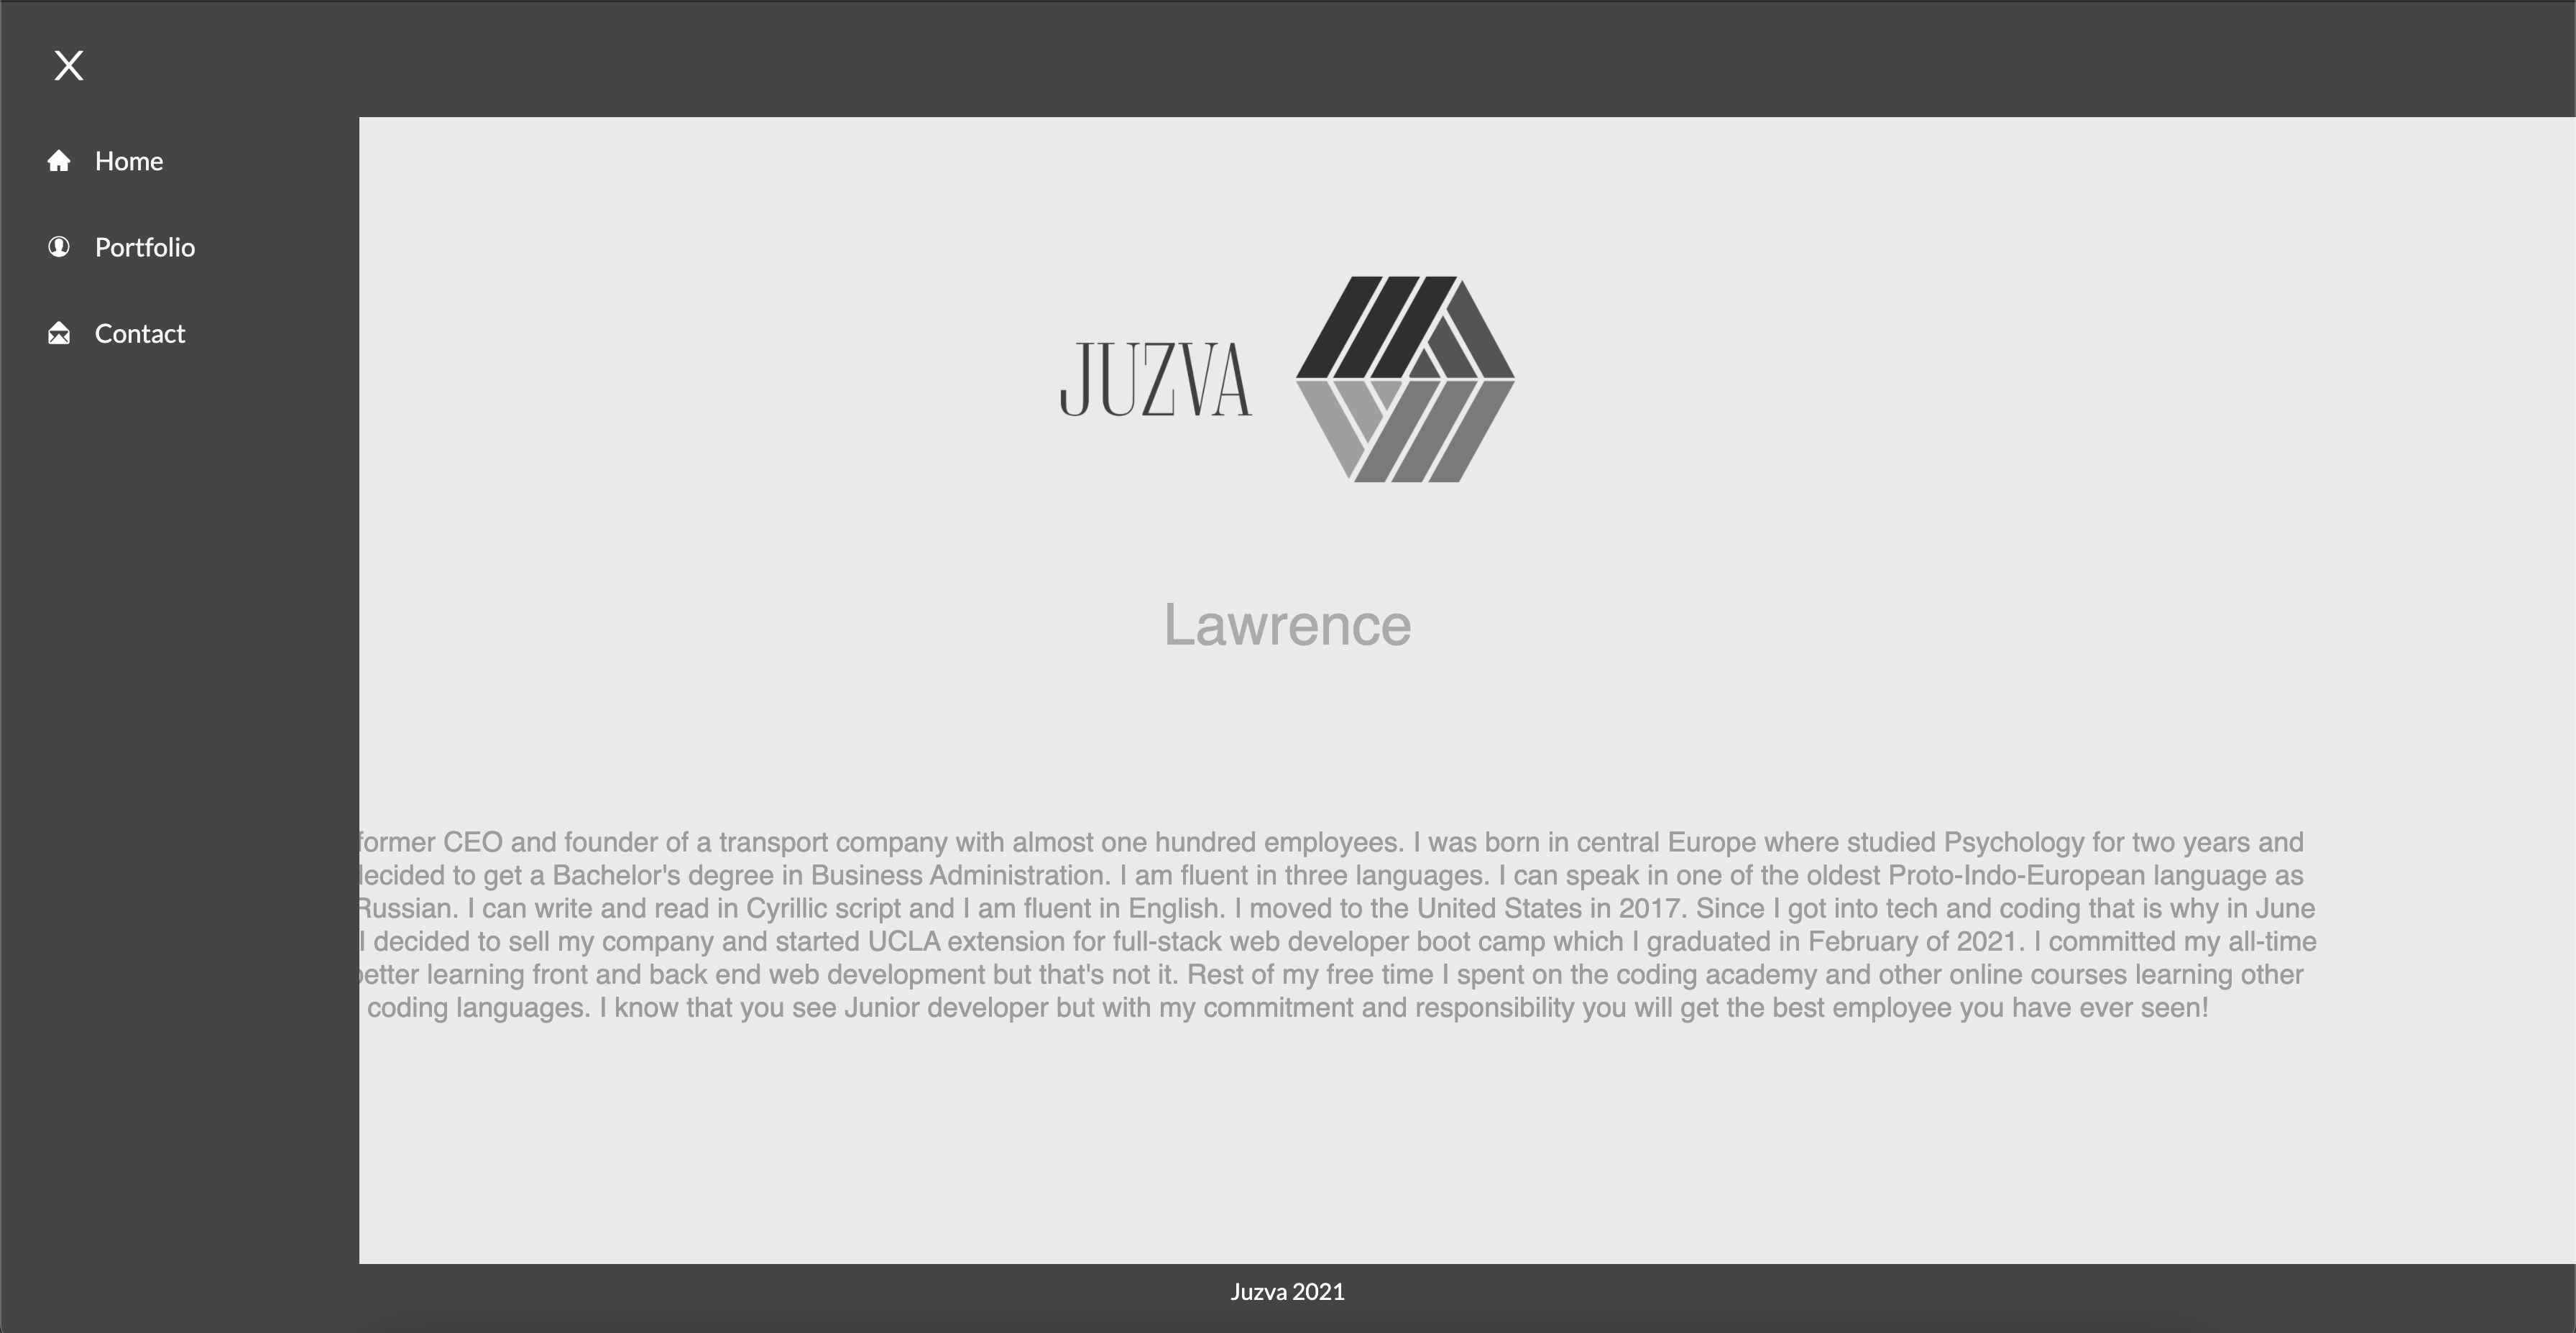 X
Home
Portfolio
Contact
JUZVA
Lawrence
former CEO and founder of a transport company with almost one hundred employees. I was born in central Europe where studied Psychology for two years and
decided to get a Bachelor's degree in Business Administration. I am fluent in three languages. I can speak in one of the oldest Proto-Indo-European language as
Russian. I can write and read in Cyrillic script and I am fluent in English. I moved to the United States in 2017. Since I got into tech and coding that is why in June
I decided to sell my company and started UCLA extension for full-stack web developer boot camp which I graduated in February of 2021. I committed my all-time
better learning front and back end web development but that's not it. Rest of my free time I spent on the coding academy and other online courses learning other
coding languages. I know that you see Junior developer but with my commitment and responsibility you will get the best employee you have ever seen!
Juzva 2021